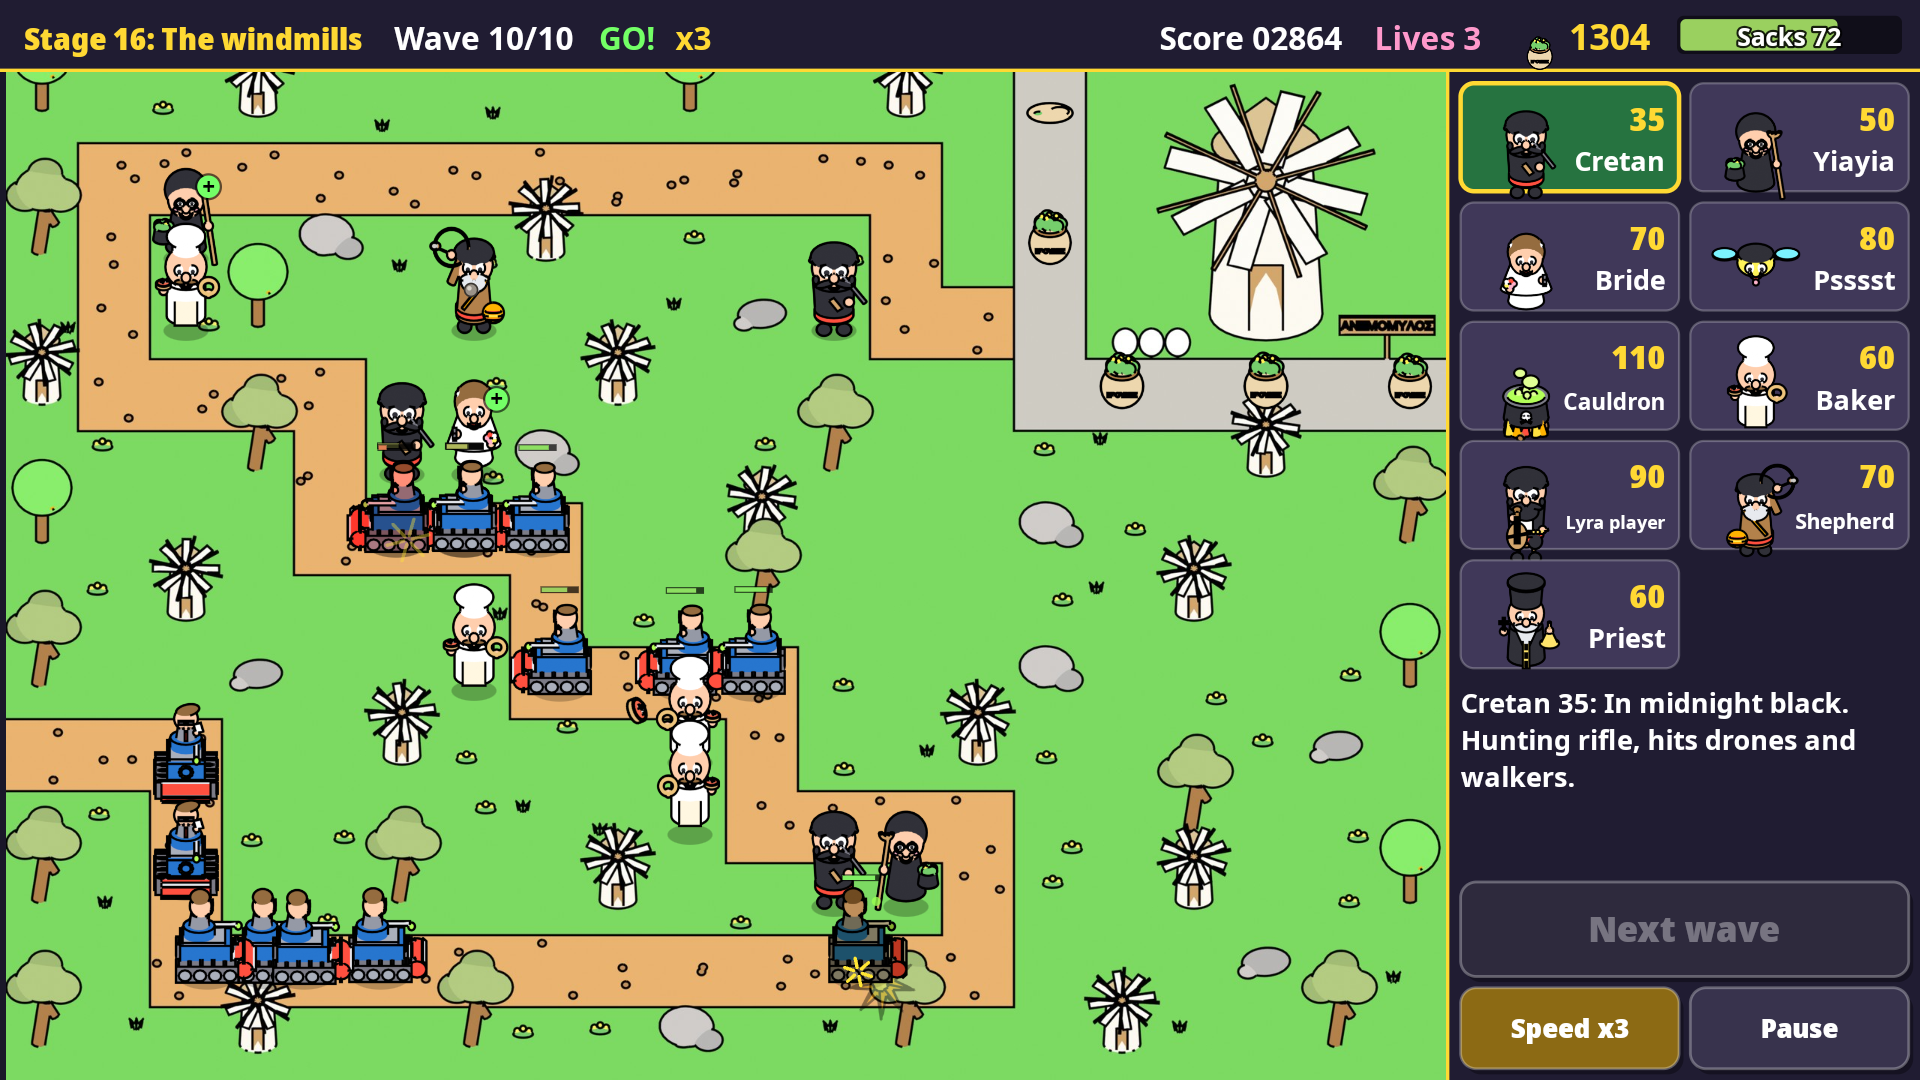 Stage 16: The windmills
Wave 10/10
GO!
x3
Score 02864
Lives 3
1304
Sacks 72
35
Cretan
50
Yiayia
70
Bride
80
Psssst
110
Cauldron
60
Baker
90
Lyra player
70
Shepherd
60
Priest
ΑΝΕΜΟΜΥΛΟΣ
Cretan 35: In midnight black.
Hunting rifle, hits drones and
walkers.
Next wave
Speed x3
Pause